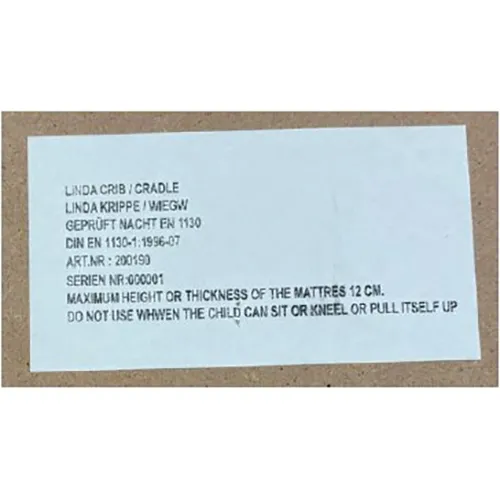 LINDA CRIB / CRADLE
LINDA KRIPPE / WIEGW
GEPRÜFT NACHT EN 1130
DIN EN 1130-1:1996-07
ART.NR : 200190
SERIEN NR:000001
MAXIMUM HEIGHT OR THICKNESS OF THE MATTRES 12 CM.
DO NOT USE WHWEN THE CHILD CAN SIT OR KNEEL OR PULL ITSELF UP